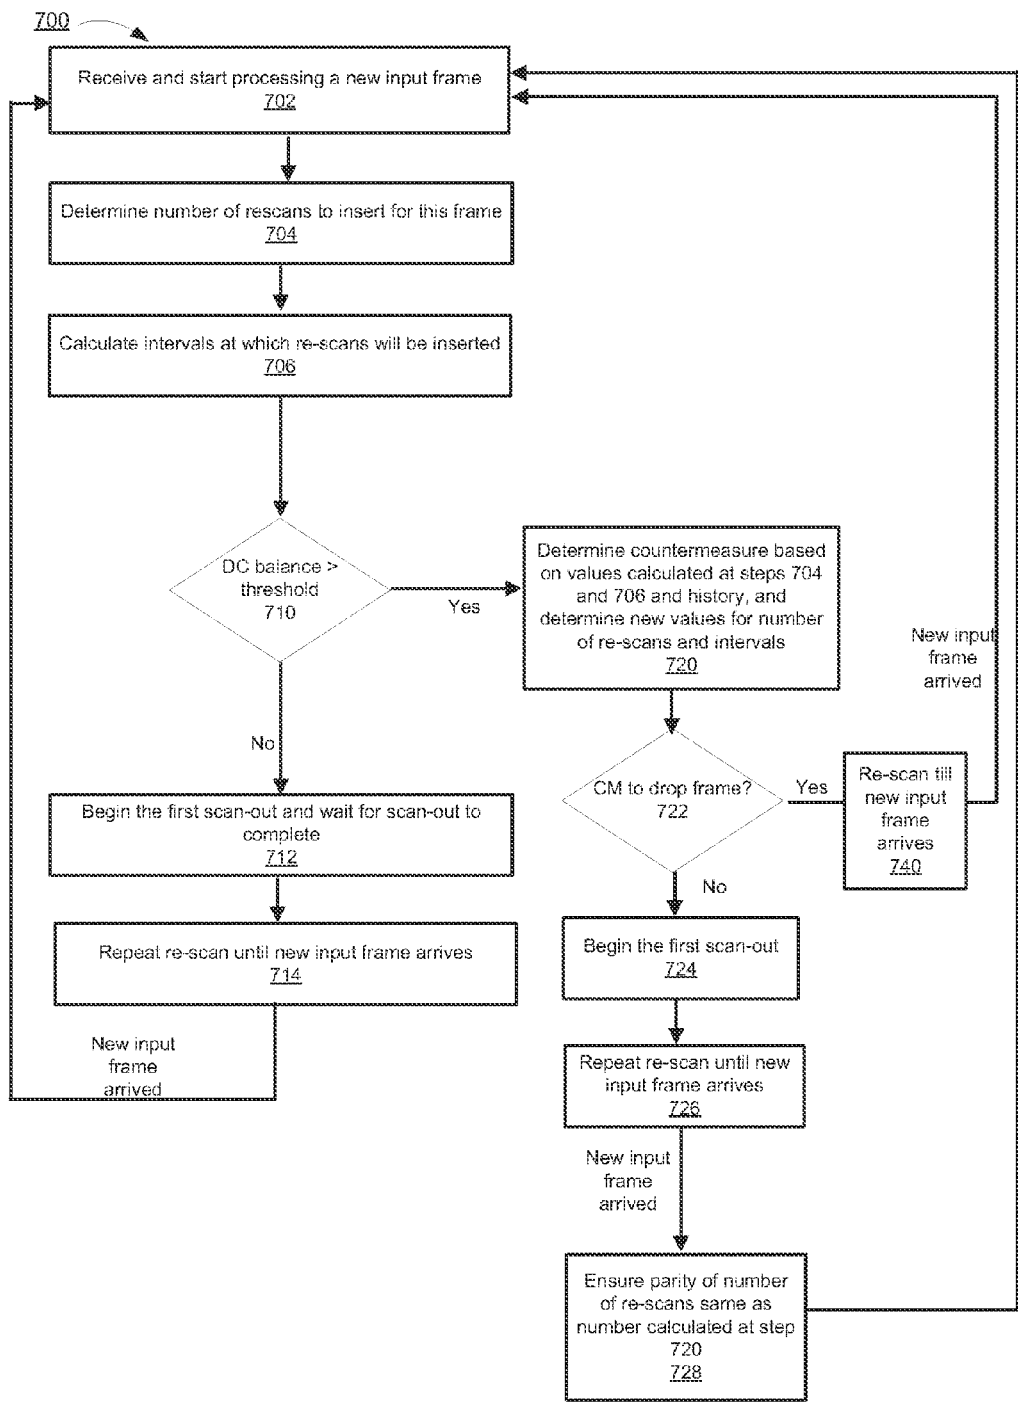 700
Receive and start processing a new input frame
702
Determine number of rescans to insert for this frame
704
Calculate intervals at which re-scans will be inserted
706
DC balance >
threshold
710
Yes
No
Begin the first scan-out and wait for scan-out to
complete
712
Repeat re-scan until new input frame arrives
714
New input
frame
arrived
Determine countermeasure based
on values calculated at steps 704
and 706 and history, and
determine new values for number
of re-scans and intervals
720
CM to drop frame?
722
Yes
Re-scan till
new input
frame
arrives
740
New input
frame
arrived
No
Begin the first scan-out
724
Repeat re-scan until new
input frame arrives
726
New input
frame
arrived
Ensure parity of number
of re-scans same as
number calculated at step
720
728